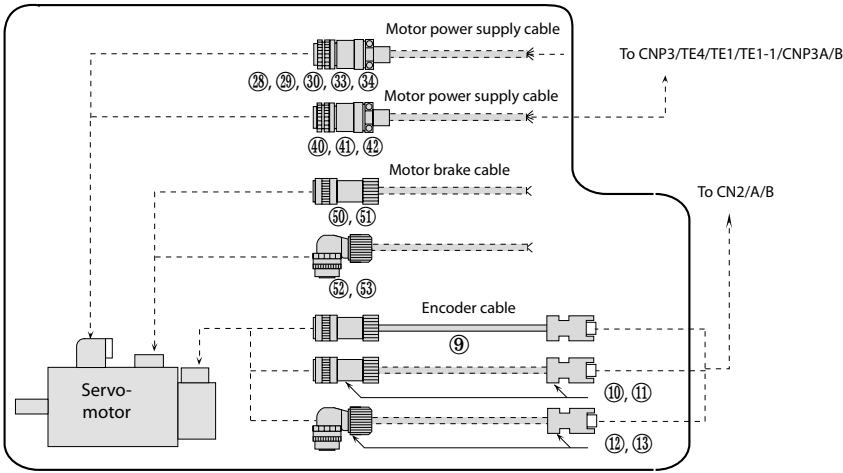 Motor power supply cable
To CNP3/TE4/TE1/TE1-1/CNP3A/B
㉘, ㉙, ㉚, ㉝, ㉞
Motor power supply cable
㊵, ㊶, ㊷
Motor brake cable
To CN2/A/B
㊿, 51
52, 53
Encoder cable
⑨
⑩, ⑪
Servo-
motor
⑫, ⑬